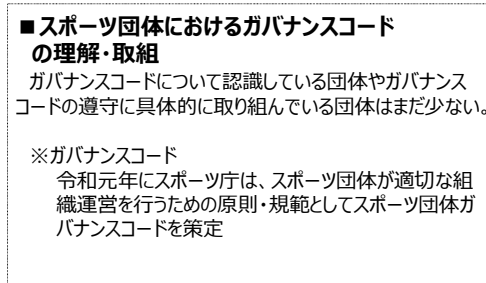 ■スポーツ団体におけるガバナンスコード
の理解・取組
ガバナンスコードについて認識している団体やガバナンス
コードの遵守に具体的に取り組んでいる団体はまだ少ない。
※ガバナンスコード
令和元年にスポーツ庁は、スポーツ団体が適切な組
織運営を行うための原則・規範としてスポーツ団体ガ
バナンスコードを策定